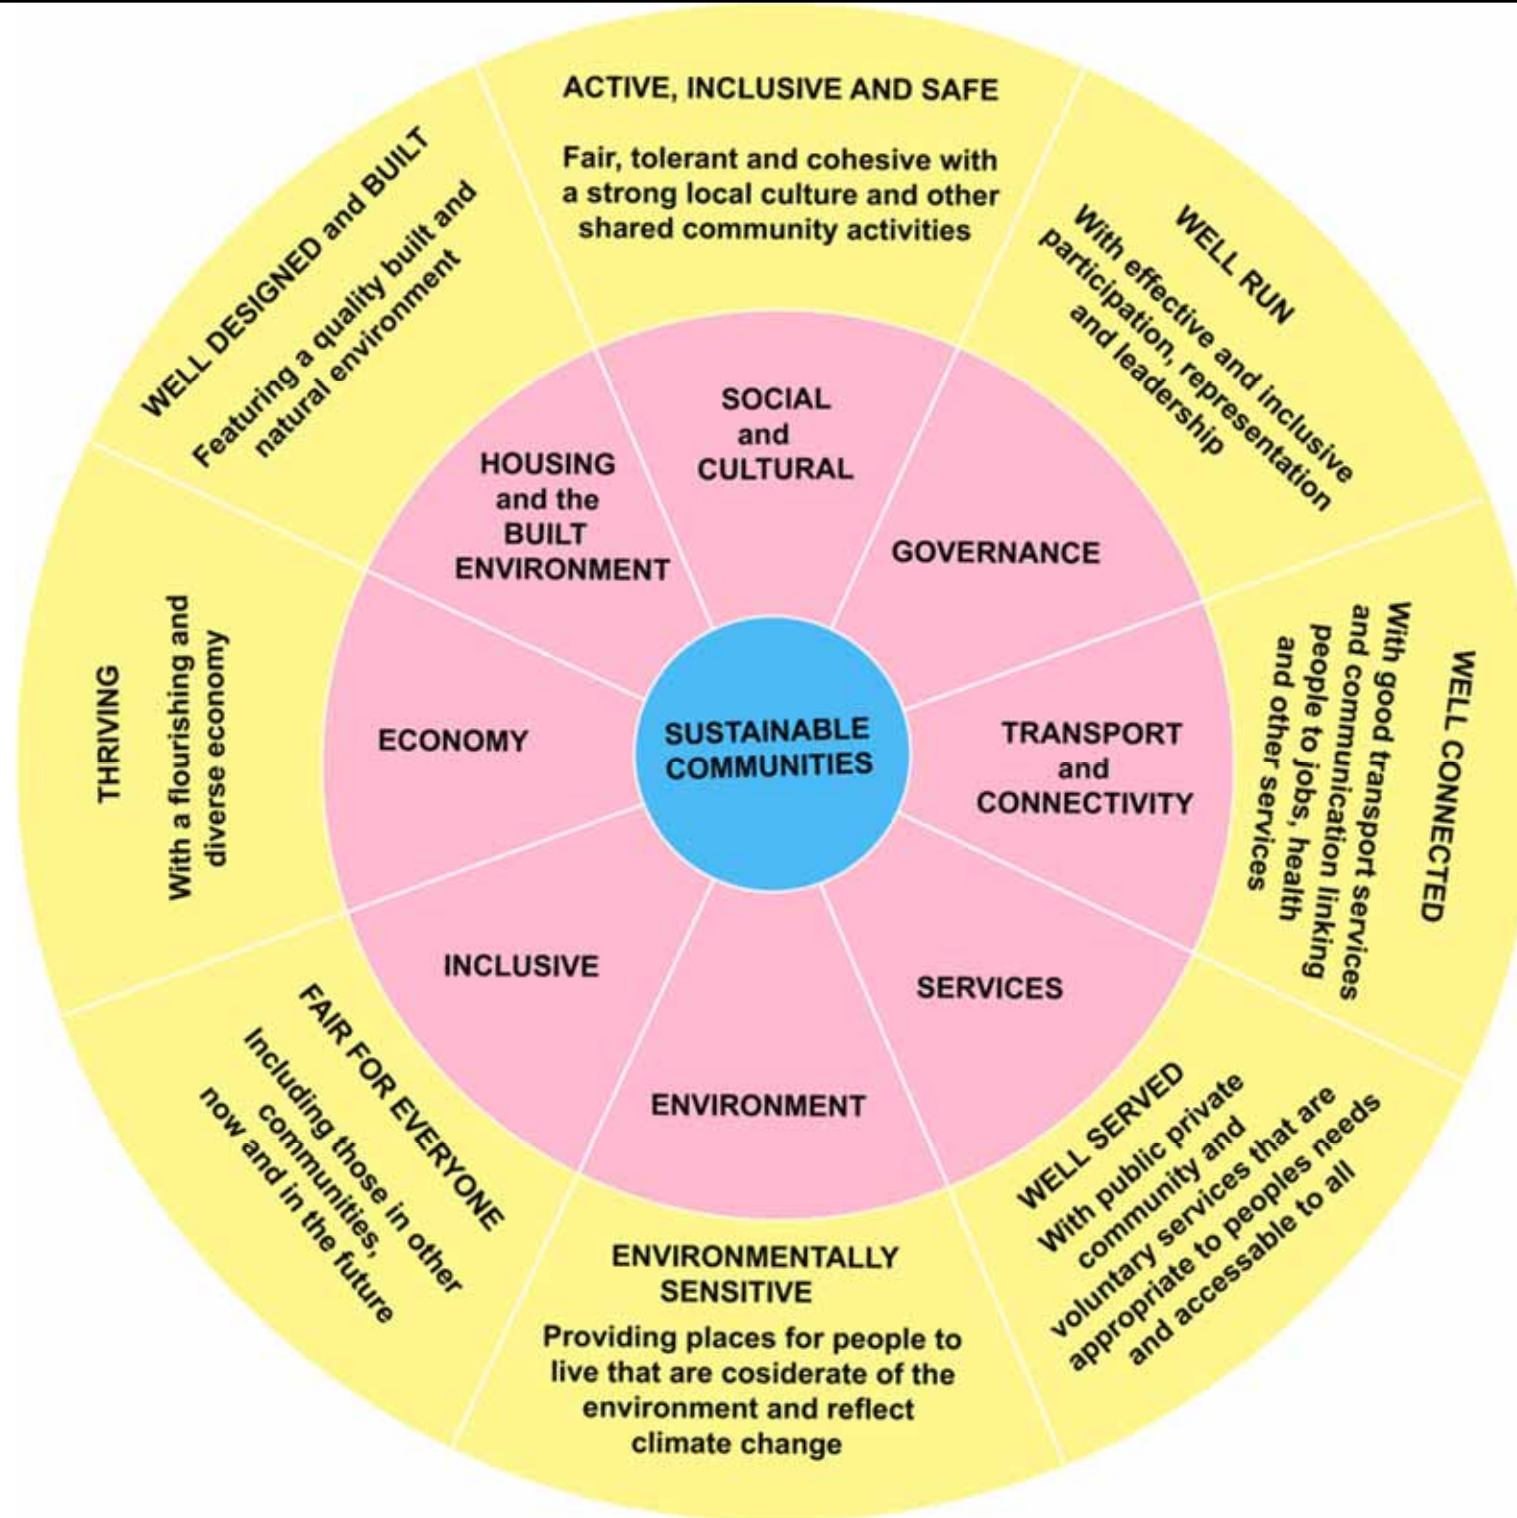 ACTIVE, INCLUSIVE AND SAFE
Fair, tolerant and cohesive with
a strong local culture and other
shared community activities
WELL RUN
With effective and inclusive
participation, representation
and leadership
WELL CONNECTED
With good transport services
and communication linking
people to jobs, health
and other services
WELL SERVED
With public private
community and
voluntary services that are
appropriate to peoples needs
and accessable to all
ENVIRONMENTALLY
SENSITIVE
Providing places for people to
live that are cosiderate of the
environment and reflect
climate change
FAIR FOR EVERYONE
Including those in other
communities,
now and in the future
THRIVING
With a flourishing and
diverse economy
WELL DESIGNED and BUILT
Featuring a quality built and
natural environment
SOCIAL
and
CULTURAL
GOVERNANCE
TRANSPORT
and
CONNECTIVITY
SERVICES
ENVIRONMENT
INCLUSIVE
ECONOMY
HOUSING
and the
BUILT
ENVIRONMENT
SUSTAINABLE
COMMUNITIES